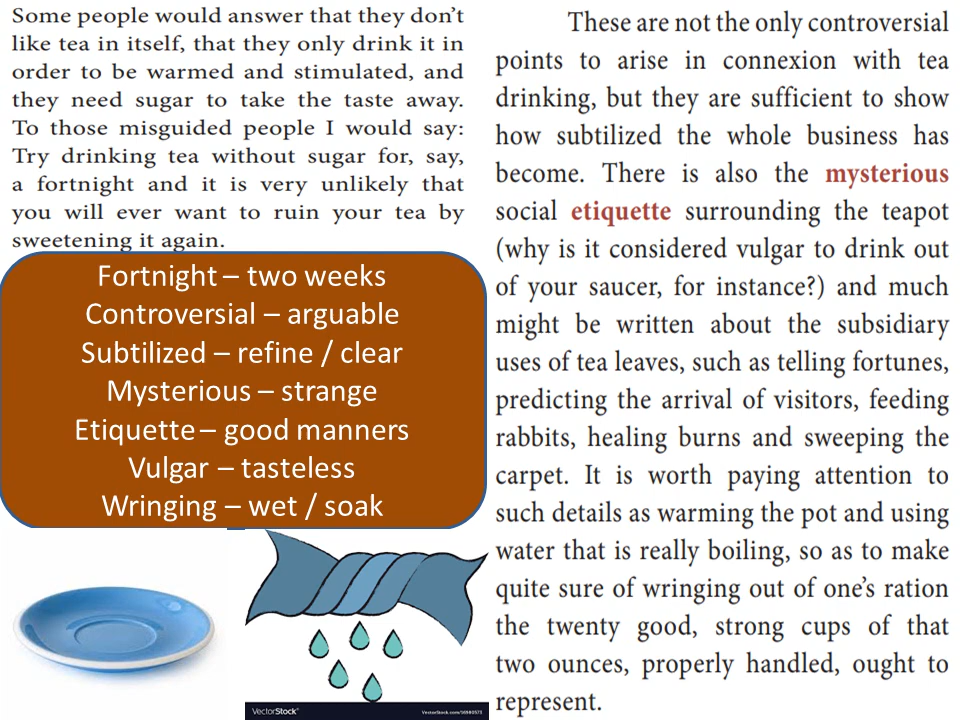 Some people would answer that they don't
like tea in itself, that they only drink it in
order to be warmed and stimulated, and
they need sugar to take the taste away.
To those misguided people I would say:
Try drinking tea without sugar for, say,
a fortnight and it is very unlikely that
you will ever want to ruin your tea by
sweetening it again.
Fortnight – two weeks
Controversial – arguable
Subtilized – refine / clear
Mysterious – strange
Etiquette – good manners
Vulgar – tasteless
Wringing – wet / soak
VectorStock®
VectorStock.com/16980571
These are not the only controversial
points to arise in connexion with tea
drinking, but they are sufficient to show
how subtilized the whole business has
become. There is also the mysterious
social etiquette surrounding the teapot
(why is it considered vulgar to drink out
of your saucer, for instance?) and much
might be written about the subsidiary
uses of tea leaves, such as telling fortunes,
predicting the arrival of visitors, feeding
rabbits, healing burns and sweeping the
carpet. It is worth paying attention to
such details as warming the pot and using
water that is really boiling, so as to make
quite sure of wringing out of one's ration
the twenty good, strong cups of that
two ounces, properly handled, ought to
represent.